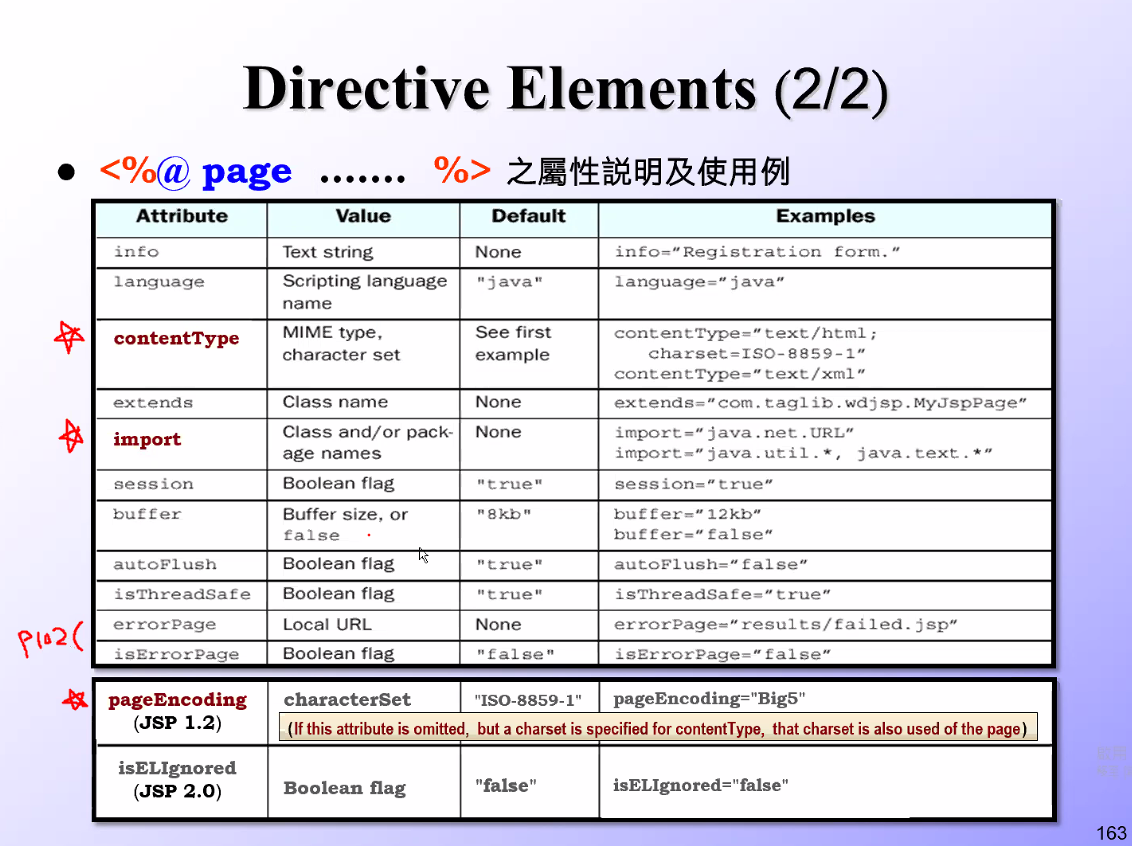 Directive Elements (2/2)
● <%@ page ....... %> 之屬性説明及使用例
Attribute Value Default Examples
info Text string None info="Registration form."
language Scripting language "java" language="java"
name
contentType MIME type, See first contentType="text/html;
character set example charset=ISO-8859-1"
contentType="text/xml"
extends Class name None extends="com.taglib.wdjsp.MyJspPage"
import Class and/or pack- None import="java.net.URL"
age names import="java.util.*, java.text.*"
session Boolean flag "true" session="true"
buffer Buffer size, or "8kb" buffer="12kb"
false buffer="false"
autoFlush Boolean flag "true" autoFlush="false"
isThreadSafe Boolean flag "true" isThreadSafe="true"
errorPage Local URL None errorPage="results/failed.jsp"
P102(
isErrorPage Boolean flag "false" isErrorPage="false"
pageEncoding characterSet "ISO-8859-1" pageEncoding="Big5"
(JSP 1.2) (If this attribute is omitted, but a charset is specified for contentType, that charset is also used of the page)
isELIgnored
(JSP 2.0) Boolean flag "false" isELIgnored="false"
163